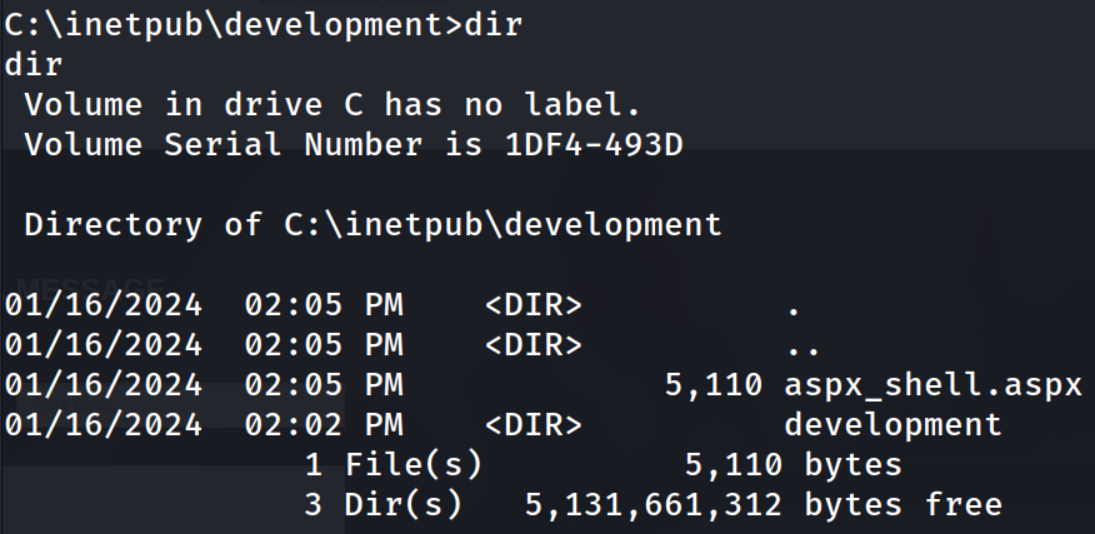 C:\inetpub\development>dir
dir
 Volume in drive C has no label.
 Volume Serial Number is 1DF4-493D
 Directory of C:\inetpub\development
MESSAGE
01/16/2024  02:05 PM    <DIR>          .
01/16/2024  02:05 PM    <DIR>          ..
01/16/2024  02:05 PM             5,110 aspx_shell.aspx
01/16/2024  02:02 PM    <DIR>          development
               1 File(s)          5,110 bytes
               3 Dir(s)   5,131,661,312 bytes free